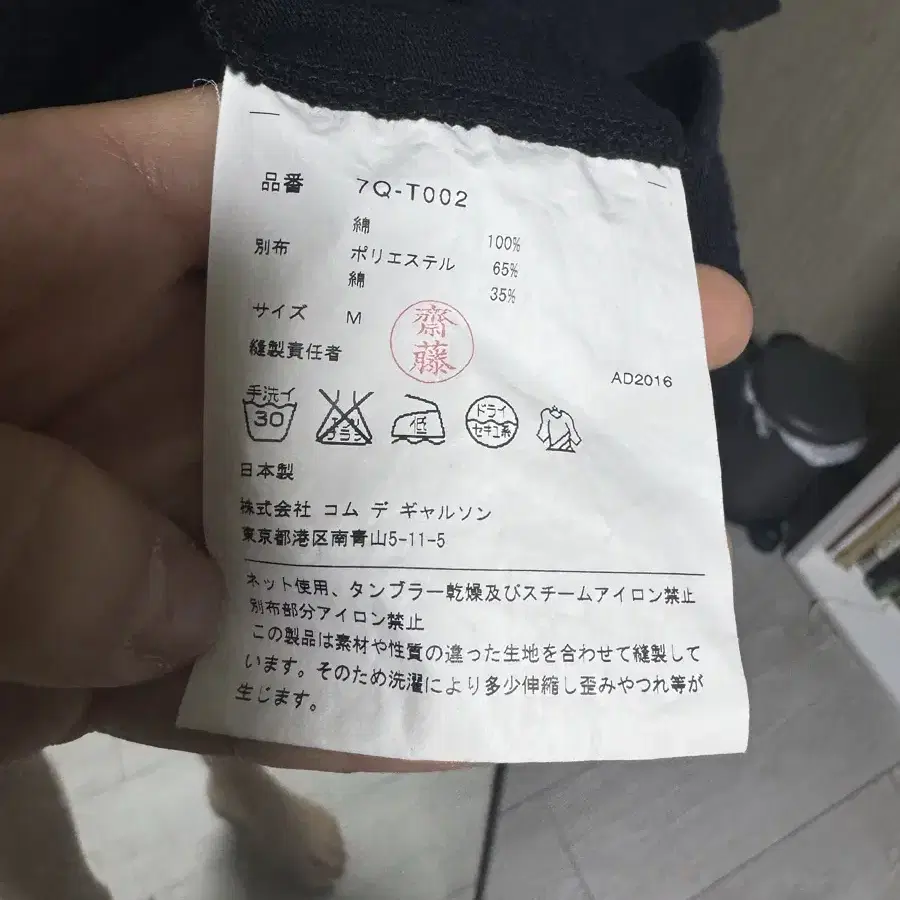 品番 7Q-T002
綿 100%
別布 ポリエステル 65%
綿 35%
サイズ M
縫製責任者 齋藤
AD2016
手洗イ
30 エンソ サラシ 低 ドライ セキユ系
日本製
株式会社 コム デ ギャルソン
東京都港区南青山5-11-5
ネット使用、タンブラー乾燥及びスチームアイロン禁止
別布部分アイロン禁止
この製品は素材や性質の違った生地を合わせて縫製して
います。そのため洗濯により多少伸縮し歪みやつれ等が
生じます。